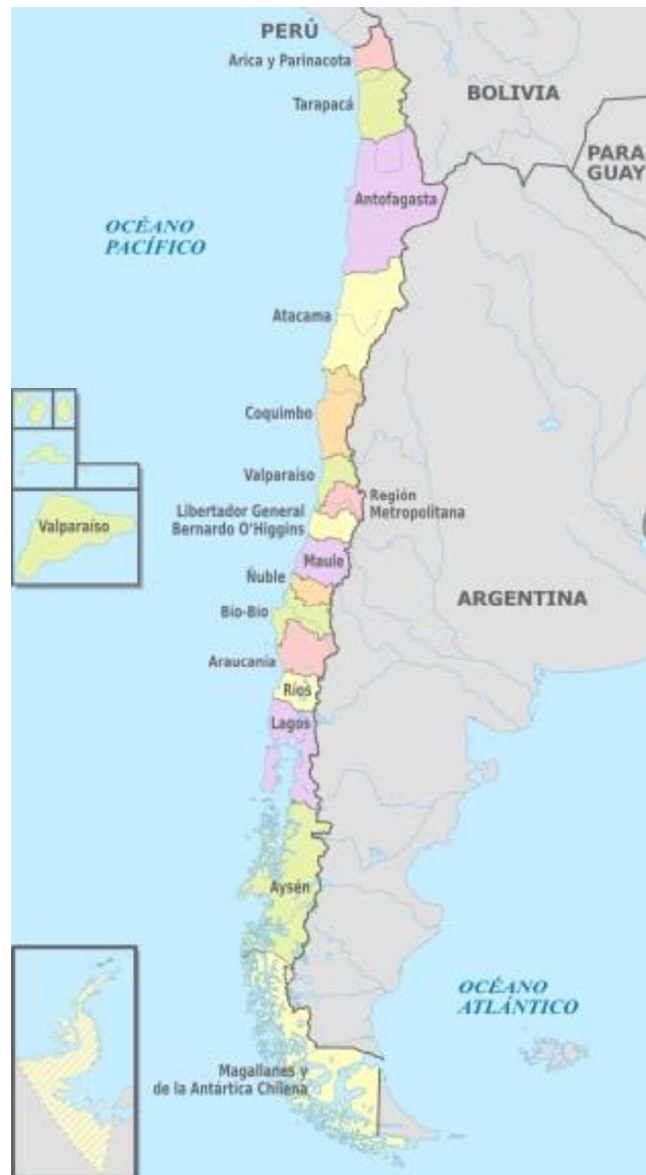 PERÚ
Arica y Parinacota
BOLIVIA
Tarapacá
PARA
GUAY
Antofagasta
OCÉANO
PACÍFICO
Atacama
Coquimbo
Valparaiso
Región
Metropolitana
Libertador General
Bernardo O'Higgins
Valparaíso
Maule
Ñuble
ARGENTINA
Bío-Bío
Araucanía
Ríos
Lagos
Aysén
OCÉANO
ATLÁNTICO
Magallanes y
de la Antártica Chilena